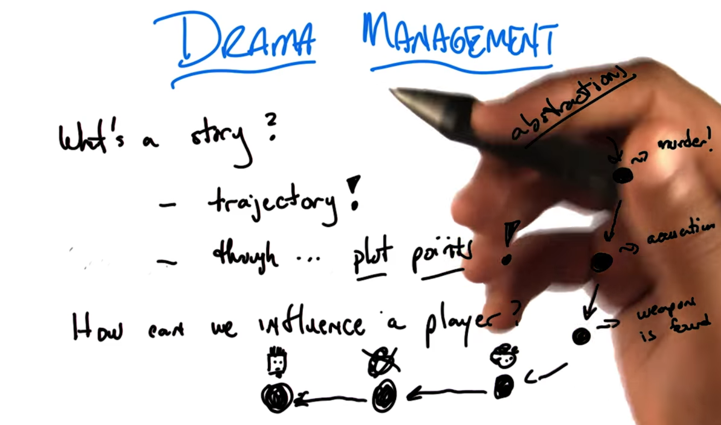 DRAMA MANAGEMENT
What's a story?
- trajectory!
- through ... plot points!
How can we influence a player?
abstractions
murder!
accusation
weapon
is found